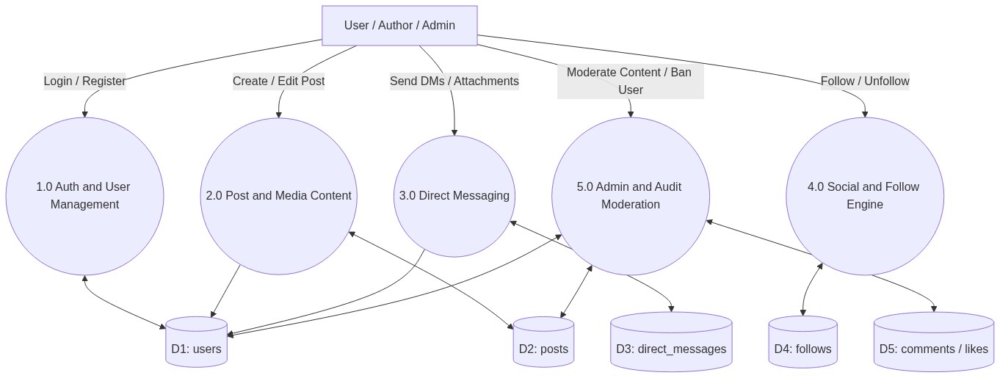 User / Author / Admin
Login / Register
Create / Edit Post
Send DMs / Attachments
Moderate Content / Ban
User
Follow / Unfollow
1.0 Auth and User
Management
2.0 Post and Media Content
3.0 Direct Messaging
5.0 Admin and Audit
Moderation
4.0 Social and Follow
Engine
D1: users
D2: posts
D3: direct_messages
D4: follows
D5: comments / likes